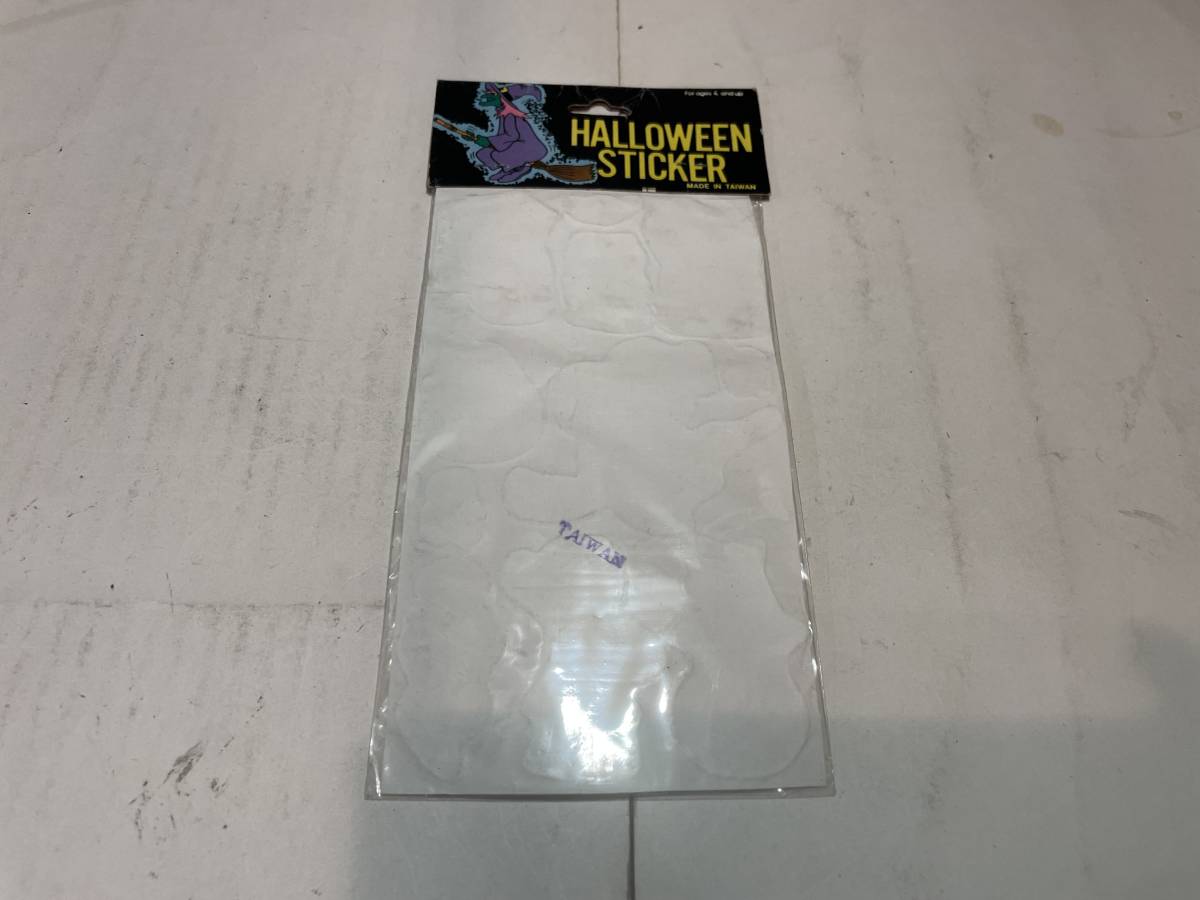 For ages 4 and up
HALLOWEEN
STICKER
MADE IN TAIWAN
TAIWAN